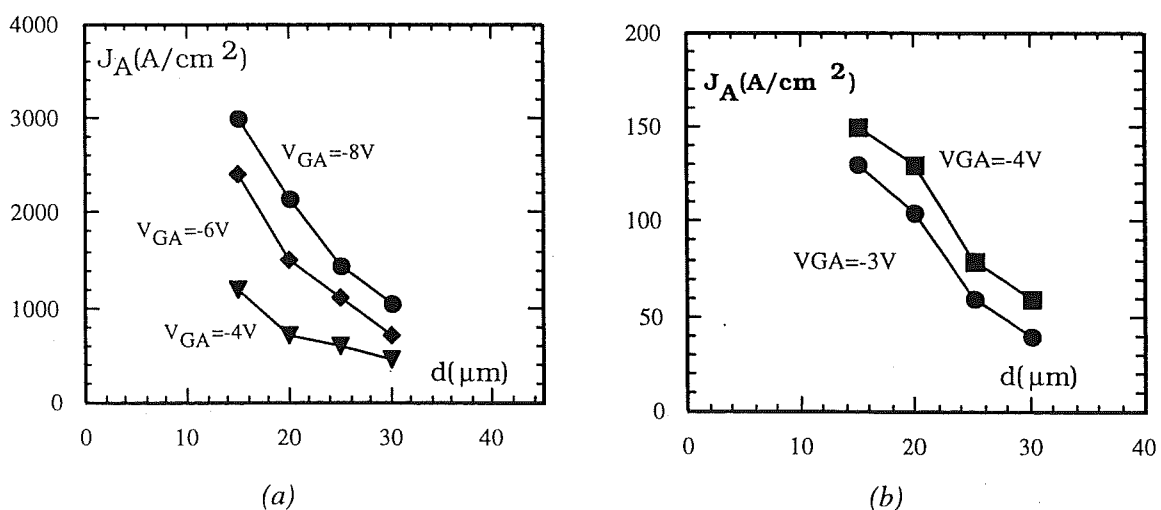 4000
J_A(A/cm 2)
3000
V_GA=-8V
2000
V_GA=-6V
1000
V_GA=-4V
d(μm)
0
0 10 20 30 40
(a)
200
J_A(A/cm 2)
150
VGA=-4V
100
VGA=-3V
50
d(μm)
0
0 10 20 30 40
(b)